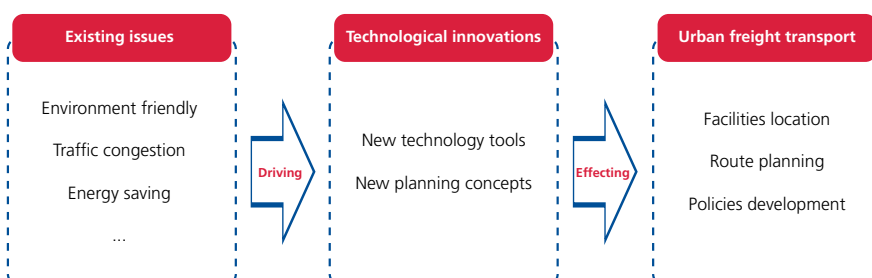 Existing issues
Environment friendly
Traffic congestion
Energy saving
...
Driving
Technological innovations
New technology tools
New planning concepts
Effecting
Urban freight transport
Facilities location
Route planning
Policies development